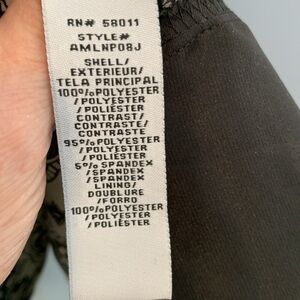 RN# 58011
STYLE#
AMLNP08J
SHELL/
EXTERIEUR/
TELA PRINCIPAL
100%POLYESTER
/POLYESTER
/POLIÉSTER
CONTRAST/
CONTRASTE/
CONTRASTE
95%POLYESTER
/POLYESTER
/POLIÉSTER
5% SPANDEX
/SPANDEX
/SPANDEX
LINING/
DOUBLURE
/FORRO
100%POLYESTER
/POLYESTER
/POLIÉSTER